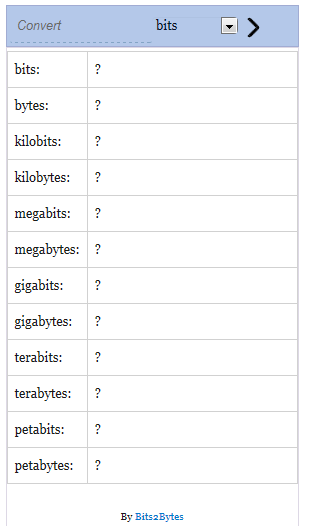 Convert bits
bits: ?
bytes: ?
kilobits: ?
kilobytes: ?
megabits: ?
megabytes: ?
gigabits: ?
gigabytes: ?
terabits: ?
terabytes: ?
petabits: ?
petabytes: ?
By Bits2Bytes